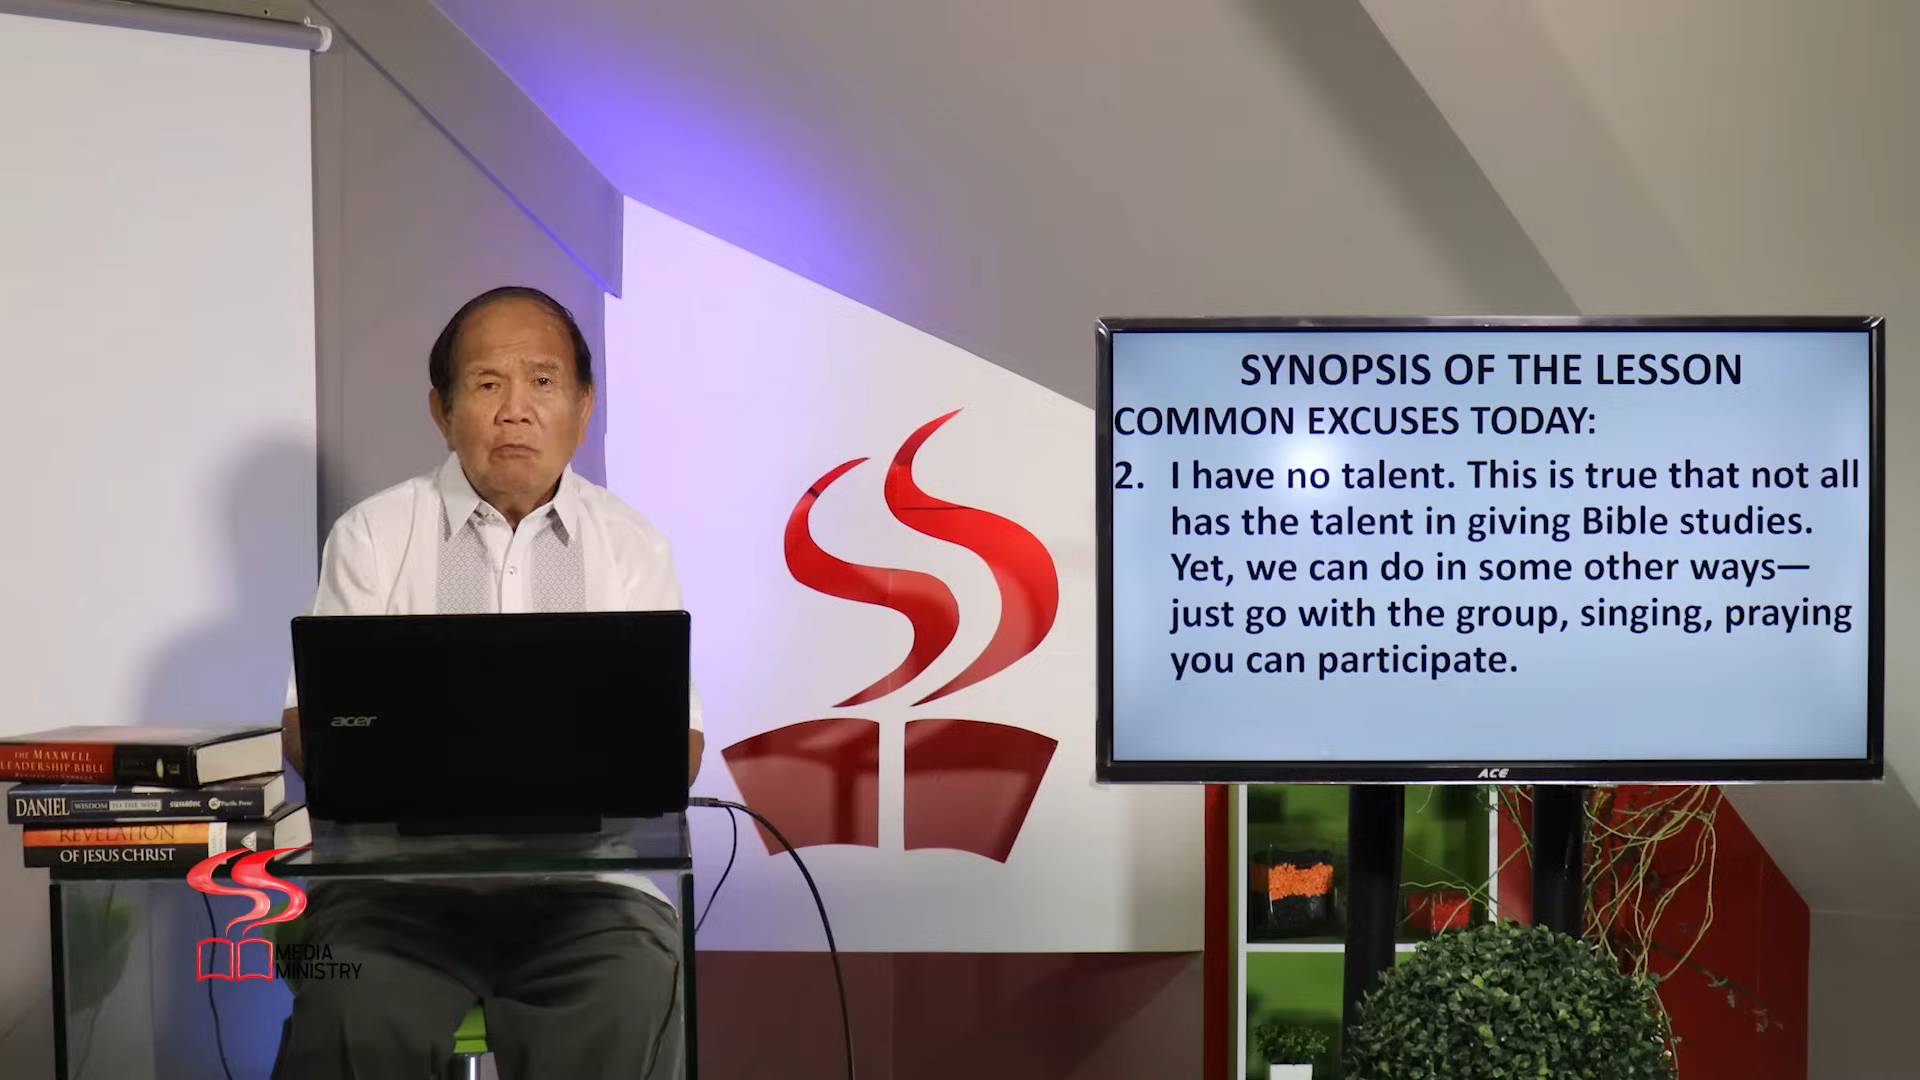 SYNOPSIS OF THE LESSON
COMMON EXCUSES TODAY:
2. I have no talent. This is true that not all
has the talent in giving Bible studies.
Yet, we can do in some other ways—
just go with the group, singing, praying
you can participate.
ACE
acer
THE MAXWELL
LEADERSHIP BIBLE
DANIEL WISDOM TO THE WISE Pacific Press
REVELATION
OF JESUS CHRIST
MEDIA
MINISTRY